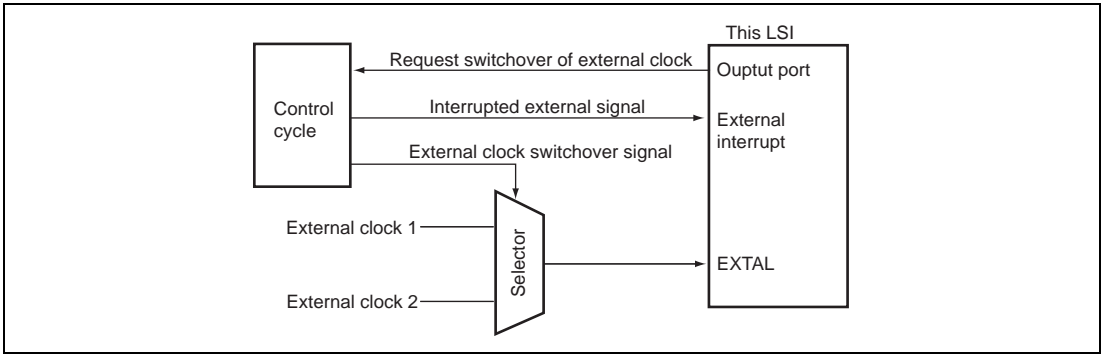 This LSI
Request switchover of external clock
Ouptut port
Control
cycle
Interrupted external signal
External
interrupt
External clock switchover signal
External clock 1
Selector
EXTAL
External clock 2